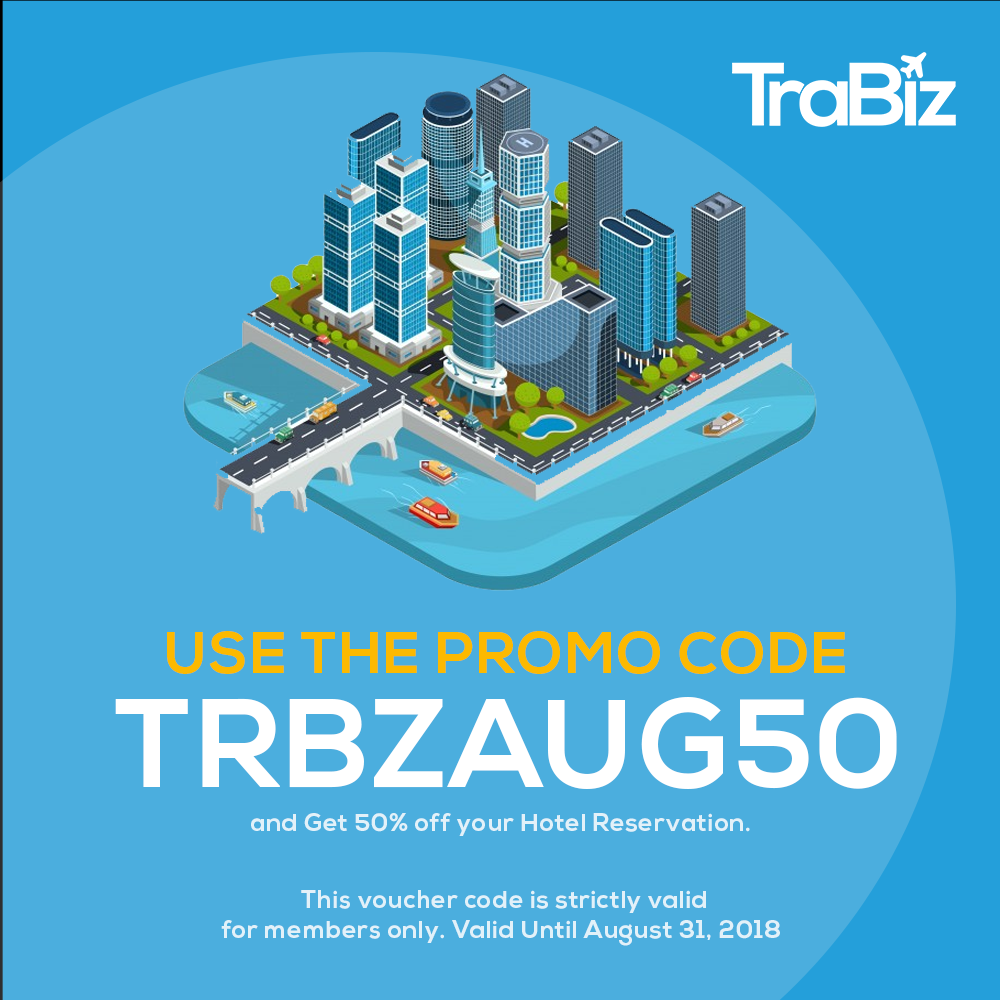 TraBiz
H
USE THE PROMO CODE
TRBZAUG50
and Get 50% off your Hotel Reservation.
This voucher code is strictly valid
for members only. Valid Until August 31, 2018